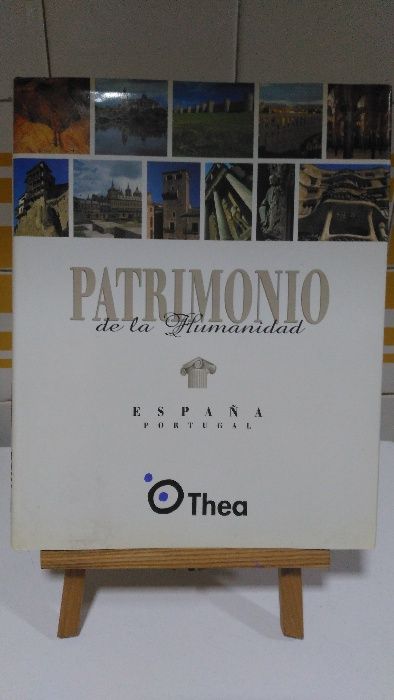 PATRIMONIO
de la Humanidad
ESPAÑA
PORTUGAL
Thea